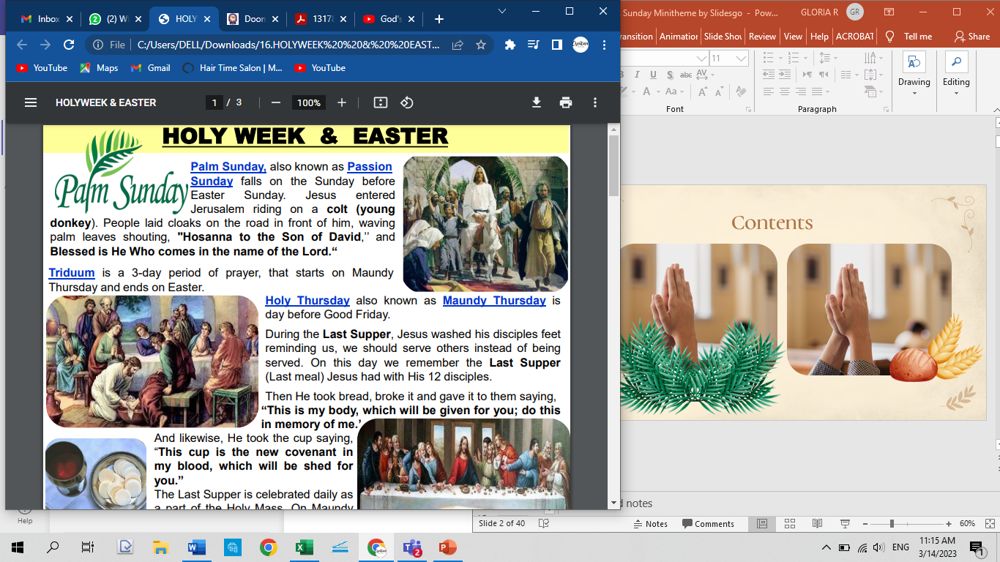 Inbox
(2) W
HOLY
Doon
1317
God's
C:/Users/DELL/Downloads/16.HOLYWEEK%20%20&%20%20EAST...
File
YouTube
Maps
Gmail
Hair Time Salon | M...
YouTube
HOLYWEEK & EASTER
1 / 3
100%
HOLY WEEK & EASTER
Palm Sunday
Palm Sunday, also known as Passion
Sunday falls on the Sunday before
Easter Sunday. Jesus entered
Jerusalem riding on a colt (young
donkey). People laid cloaks on the road in front of him, waving
palm leaves shouting, "Hosanna to the Son of David,'' and
Blessed is He Who comes in the name of the Lord.“
Triduum is a 3-day period of prayer, that starts on Maundy
Thursday and ends on Easter.
Holy Thursday also known as Maundy Thursday is
day before Good Friday.
During the Last Supper, Jesus washed his disciples feet
reminding us, we should serve others instead of being
served. On this day we remember the Last Supper
(Last meal) Jesus had with His 12 disciples.
Then He took bread, broke it and gave it to them saying,
“This is my body, which will be given for you; do this
in memory of me.’
And likewise, He took the cup saying,
“This cup is the new covenant in
my blood, which will be shed for
you.”
The Last Supper is celebrated daily as
a part of the Holy Mass. On Maundy
Sunday Minitheme by Slidesgo - Pow...
GLORIA R
GR
ransition
Animation
Slide Show
Review
View
Help
ACROBAT
Tell me
Share
11
B I U S abc AV
A Aa A A
Font
Paragraph
Drawing
Editing
Contents
d notes
Help
Slide 2 of 40
Notes
Comments
60%
2
ENG
11:15 AM
3/14/2023
1